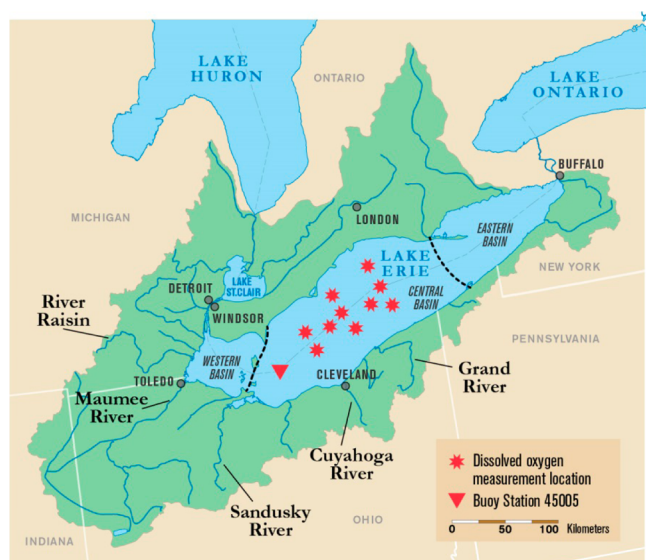 LAKE
HURON
ONTARIO
LAKE
ONTARIO
BUFFALO
MICHIGAN
LONDON
EASTERN
BASIN
LAKE
ERIE
NEW YORK
LAKE
ST.CLAIR
DETROIT
WINDSOR
CENTRAL
BASIN
River
Raisin
PENNSYLVANIA
WESTERN
BASIN
TOLEDO
CLEVELAND
Grand
River
Maumee
River
Cuyahoga
River
Sandusky
River
OHIO
INDIANA
Dissolved oxygen
measurement location
Buoy Station 45005
0 50 100 Kilometers